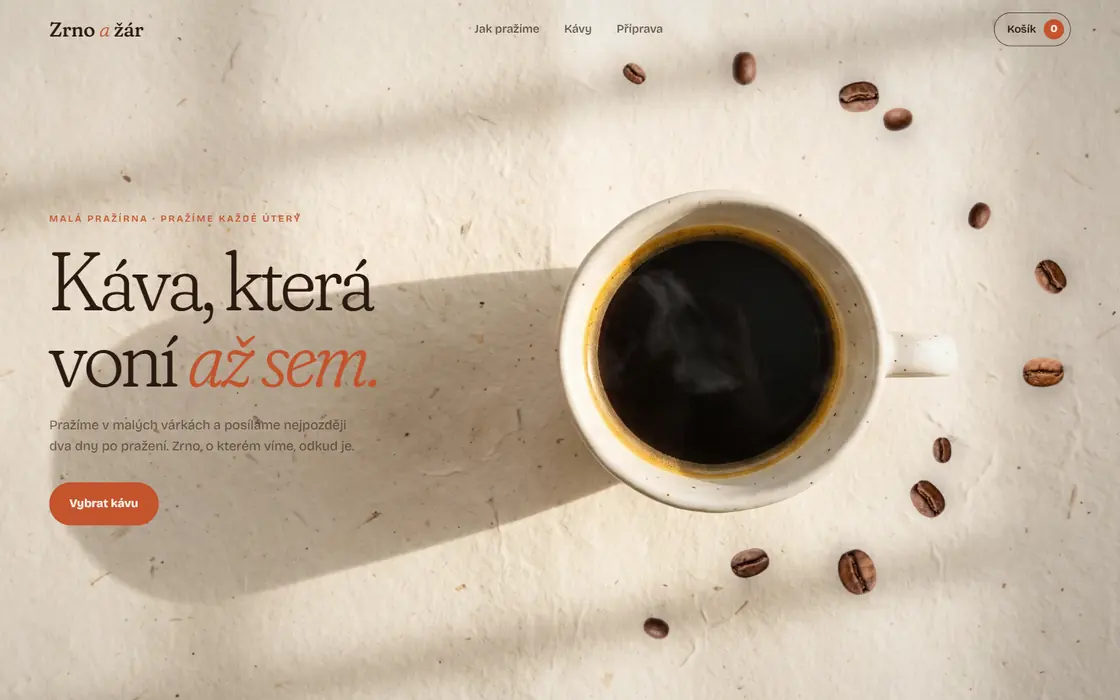 Zrno a žár
Jak pražíme
Kávy
Příprava
Košík 0
MALÁ PRAŽÍRNA · PRAŽÍME KAŽDÉ ÚTERÝ
Káva, která
voní až sem.
Pražíme v malých várkách a posíláme nejpozději
dva dny po pražení. Zrno, o kterém víme, odkud je.
Vybrat kávu